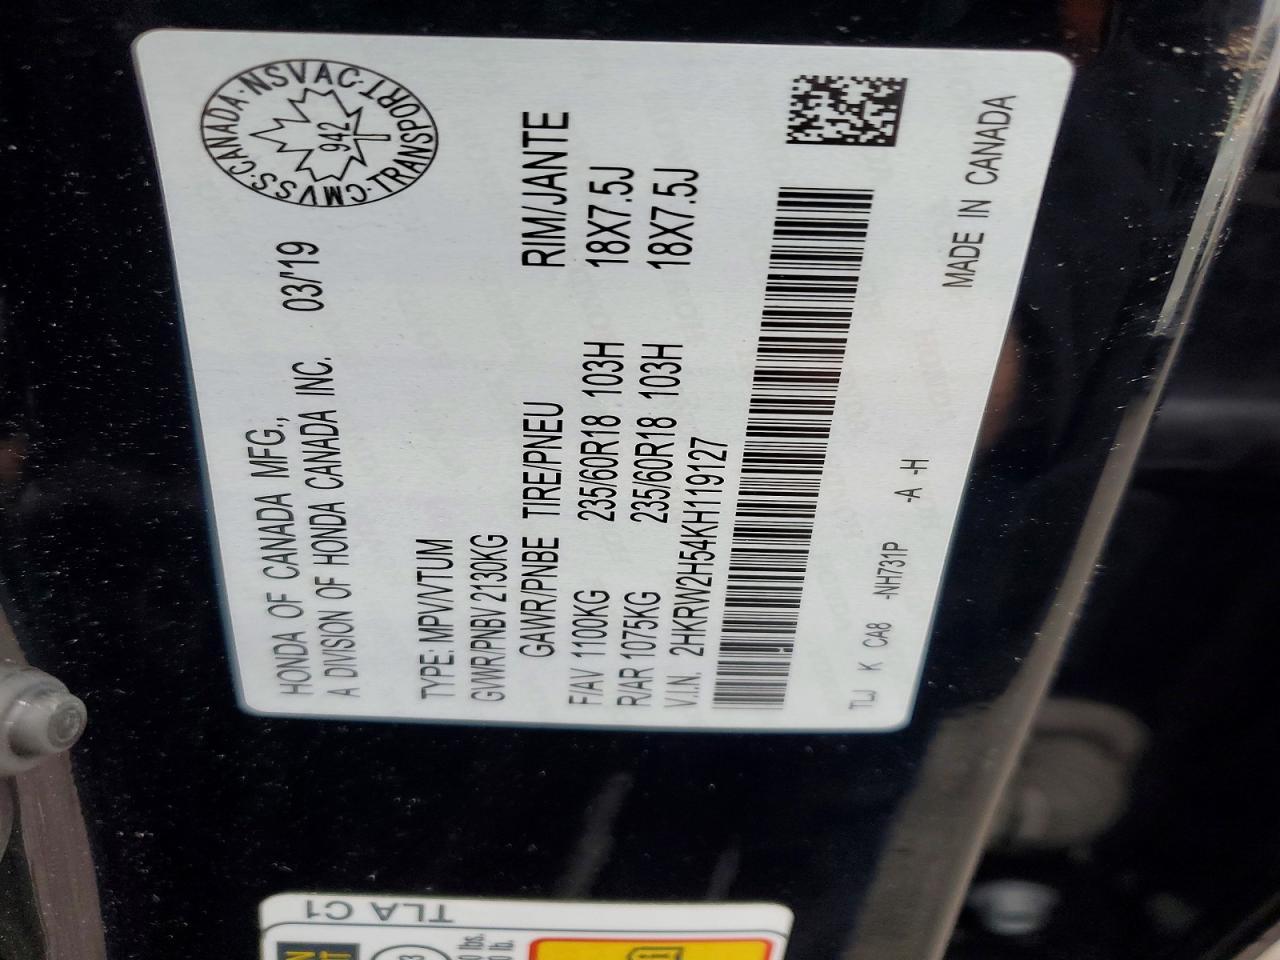 HONDA OF CANADA MFG.,
A DIVISION OF HONDA CANADA INC. 03/'19
CMVSS·CANADA·NSVAC·TRANSPORT
942
TYPE: MPV/VTUM
GVWR/PNBV 2130KG
GAWR/PNBE TIRE/PNEU RIM/JANTE
F/AV 1100KG 235/60R18 103H 18X7.5J
R/AR 1075KG 235/60R18 103H 18X7.5J
V.I.N. 2HKRW2H54KH119127
TLJ K CA8 -NH731P -A -H
MADE IN CANADA
TLA C1